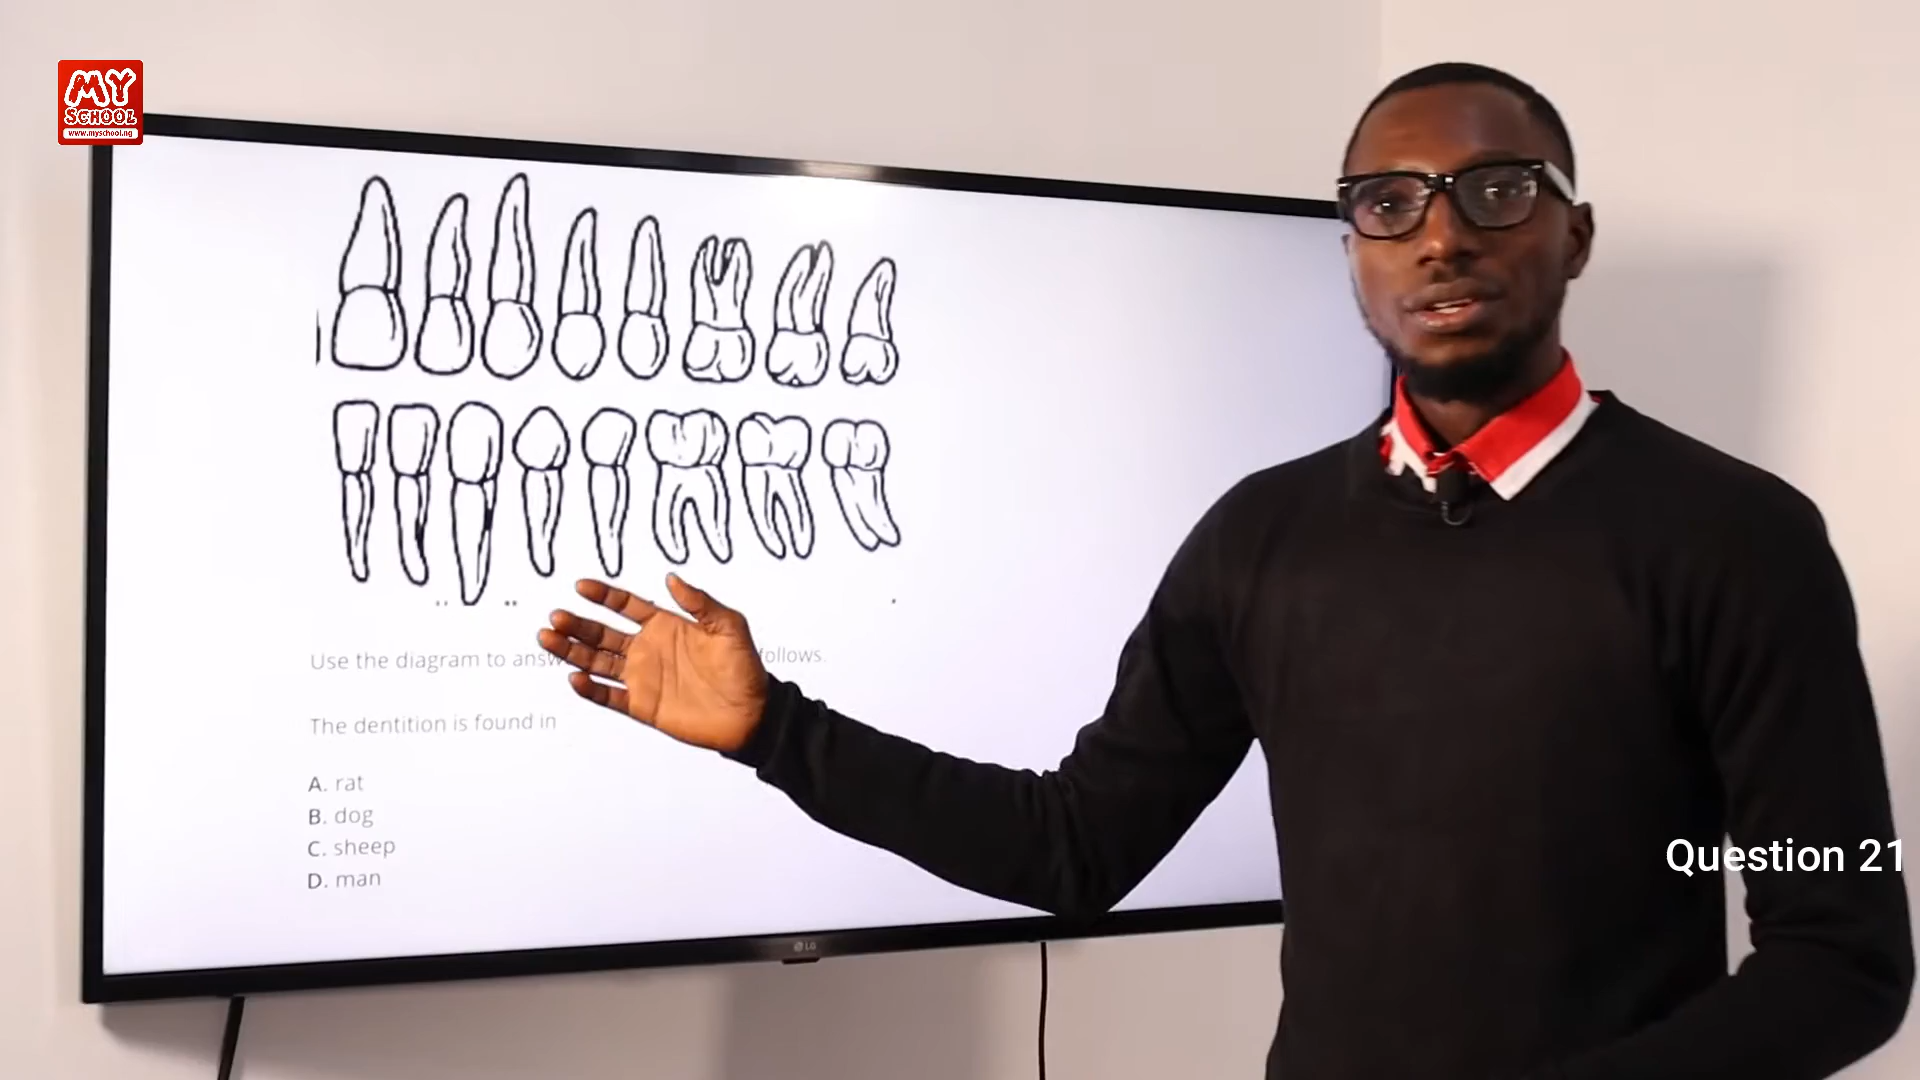 MY
SCHOOL
www.myschool.ng
Use the diagram to follows.
The dentition is found in
A. rat
B. dog
C. sheep
D. man
LG
Question 21